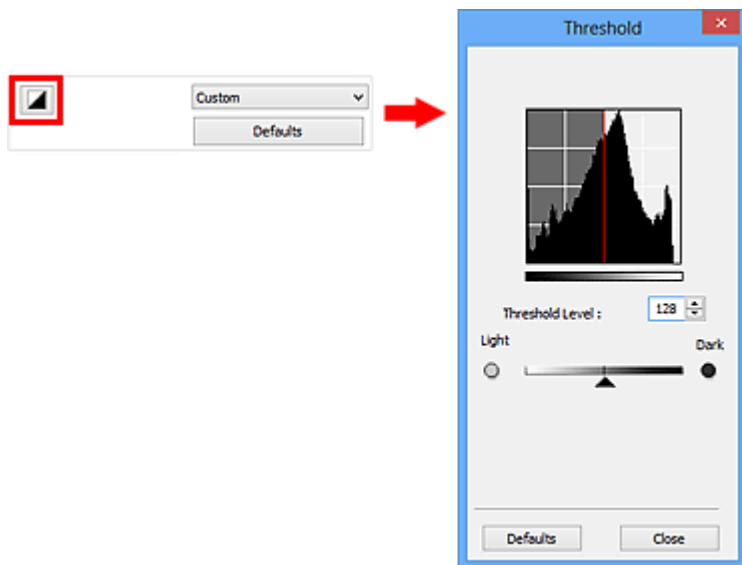 Custom
Defaults
Threshold
Threshold Level :
128
Light
Dark
Defaults
Close